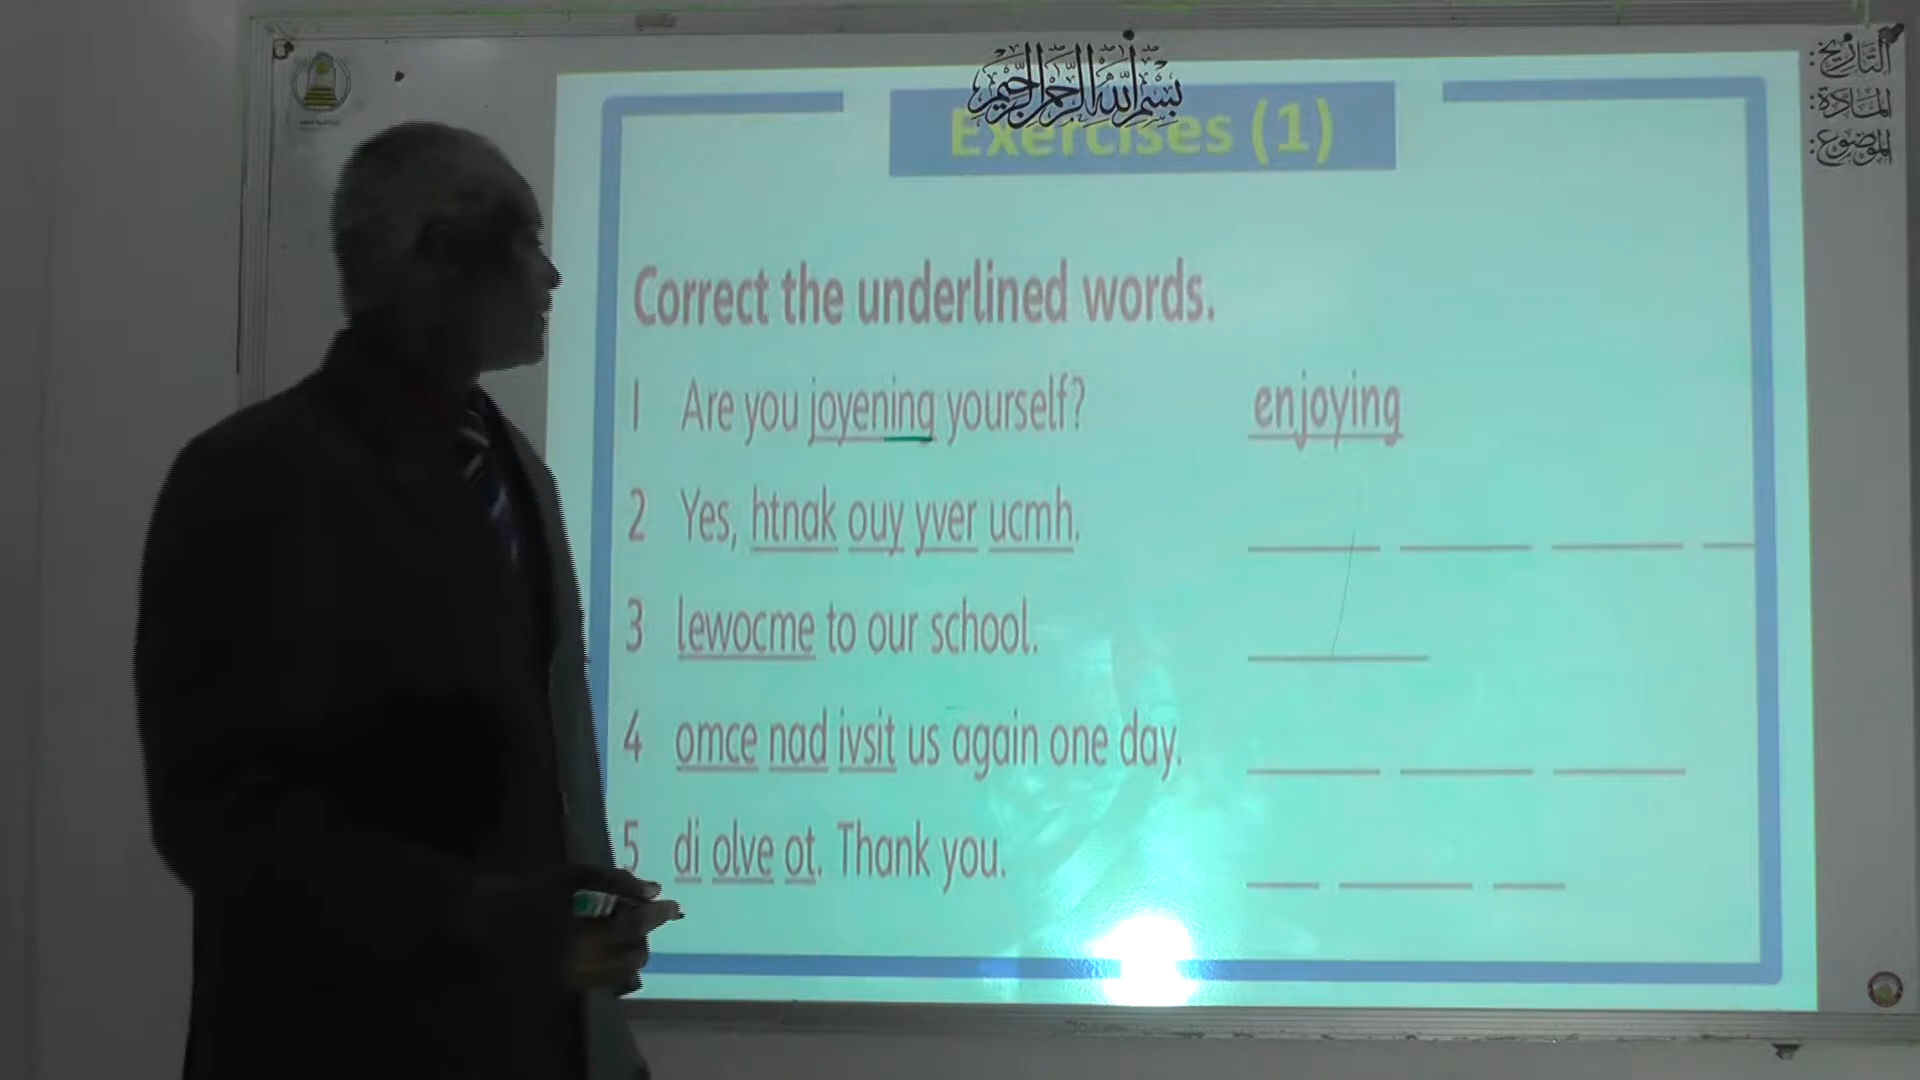 بسم الله الرحمن الرحيم
التاريخ:
المادة:
الموضوع:
Exercises (1)
Correct the underlined words.
1 Are you joyening yourself? enjoying
2 Yes, htnak ouy yver ucmh.
3 lewocme to our school.
4 omce nad ivsit us again one day.
5 di olve ot. Thank you.